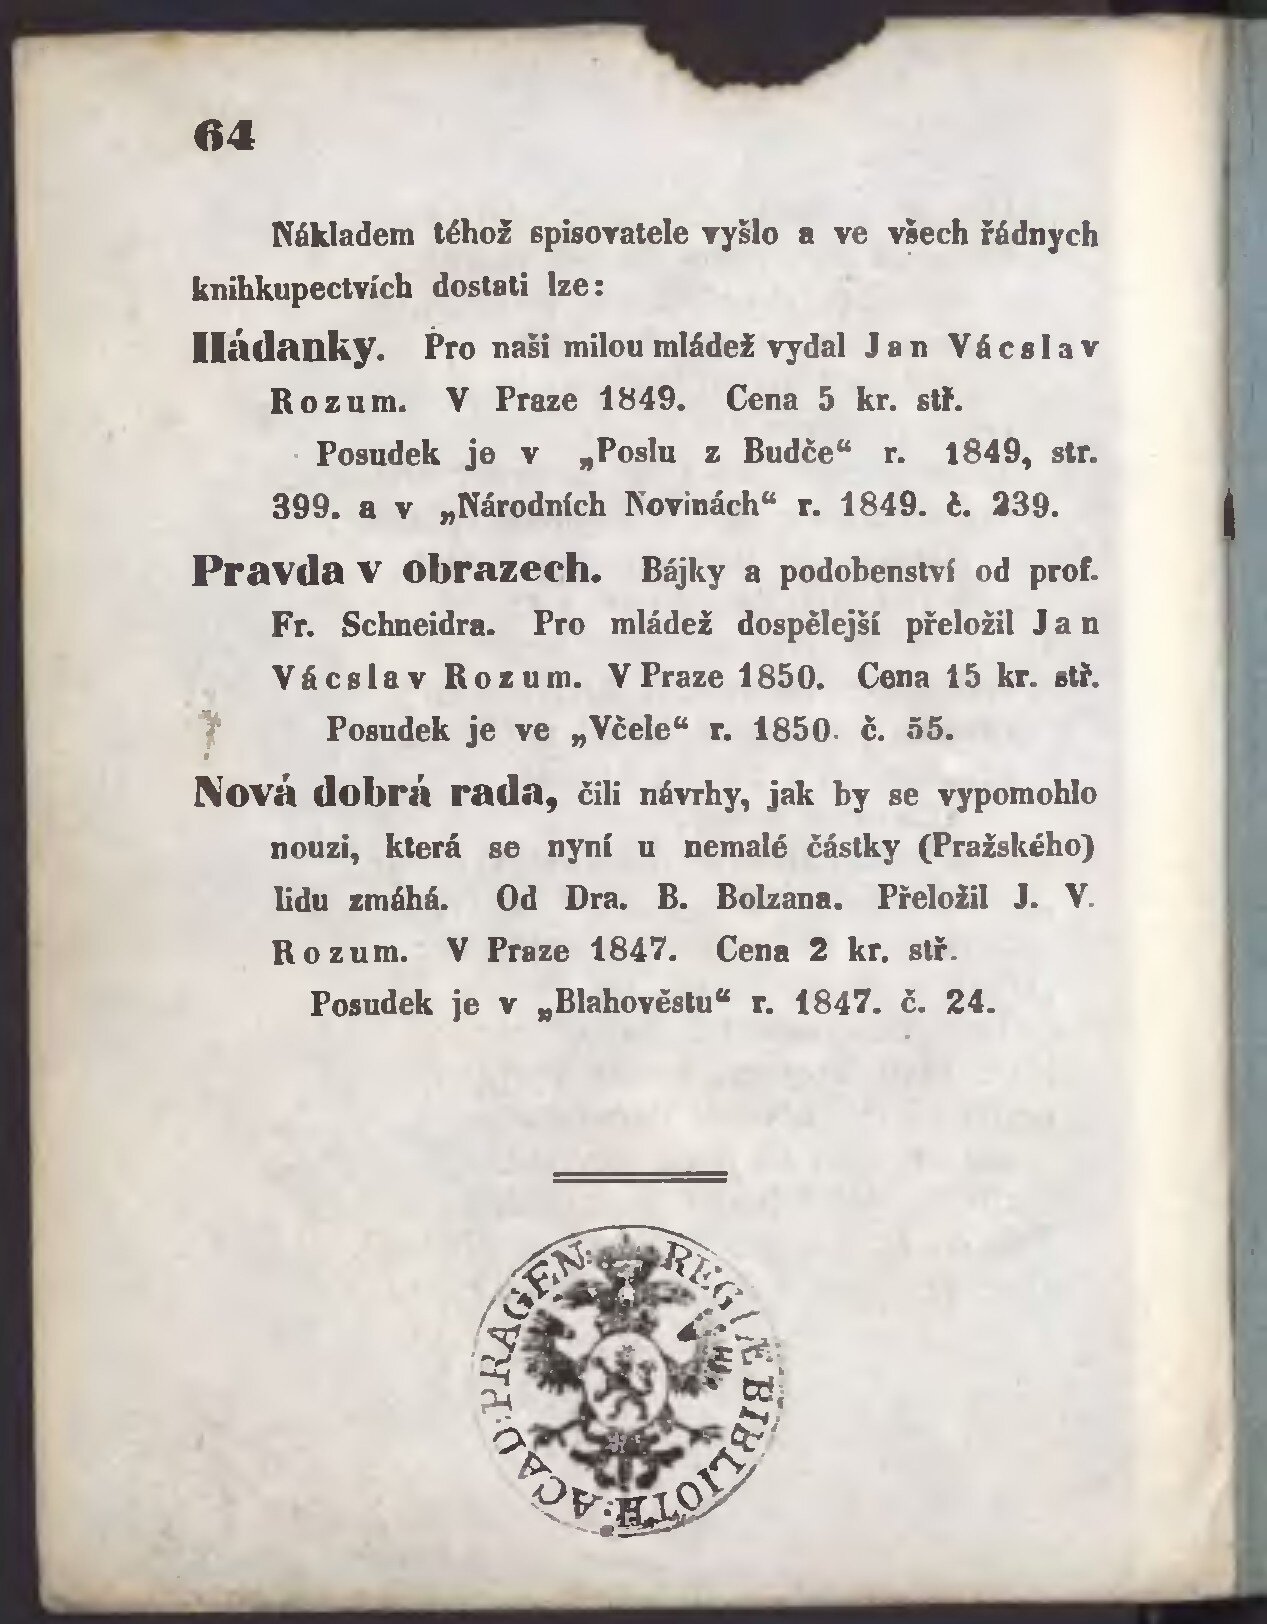 64
Nákladem téhož spisovatele vyšlo a ve všech řádnych
knihkupectvích dostati lze:
Hádanky. Pro naši milou mládež vydal Jan Vácslav
Rozum. V Praze 1849. Cena 5 kr. stř.
Posudek je v „Poslu z Budče“ r. 1849, str.
399. a v „Národních Novinách“ r. 1849. č. 239.
Pravda v obrazech. Bájky a podobenství od prof.
Fr. Schneidra. Pro mládež dospělejší přeložil Jan
Vácslav Rozum. V Praze 1850. Cena 15 kr. stř.
Posudek je ve „Včele“ r. 1850. č. 55.
Nová dobrá rada, čili návrhy, jak by se vypomohlo
nouzi, která se nyní u nemalé částky (Pražského)
lidu zmáhá. Od Dra. B. Bolzana. Přeložil J. V.
Rozum. V Praze 1847. Cena 2 kr. stř.
Posudek je v „Blahověstu“ r. 1847. č. 24.
REGIÆ BIBLIOTH: ACAD: PRAGEN: